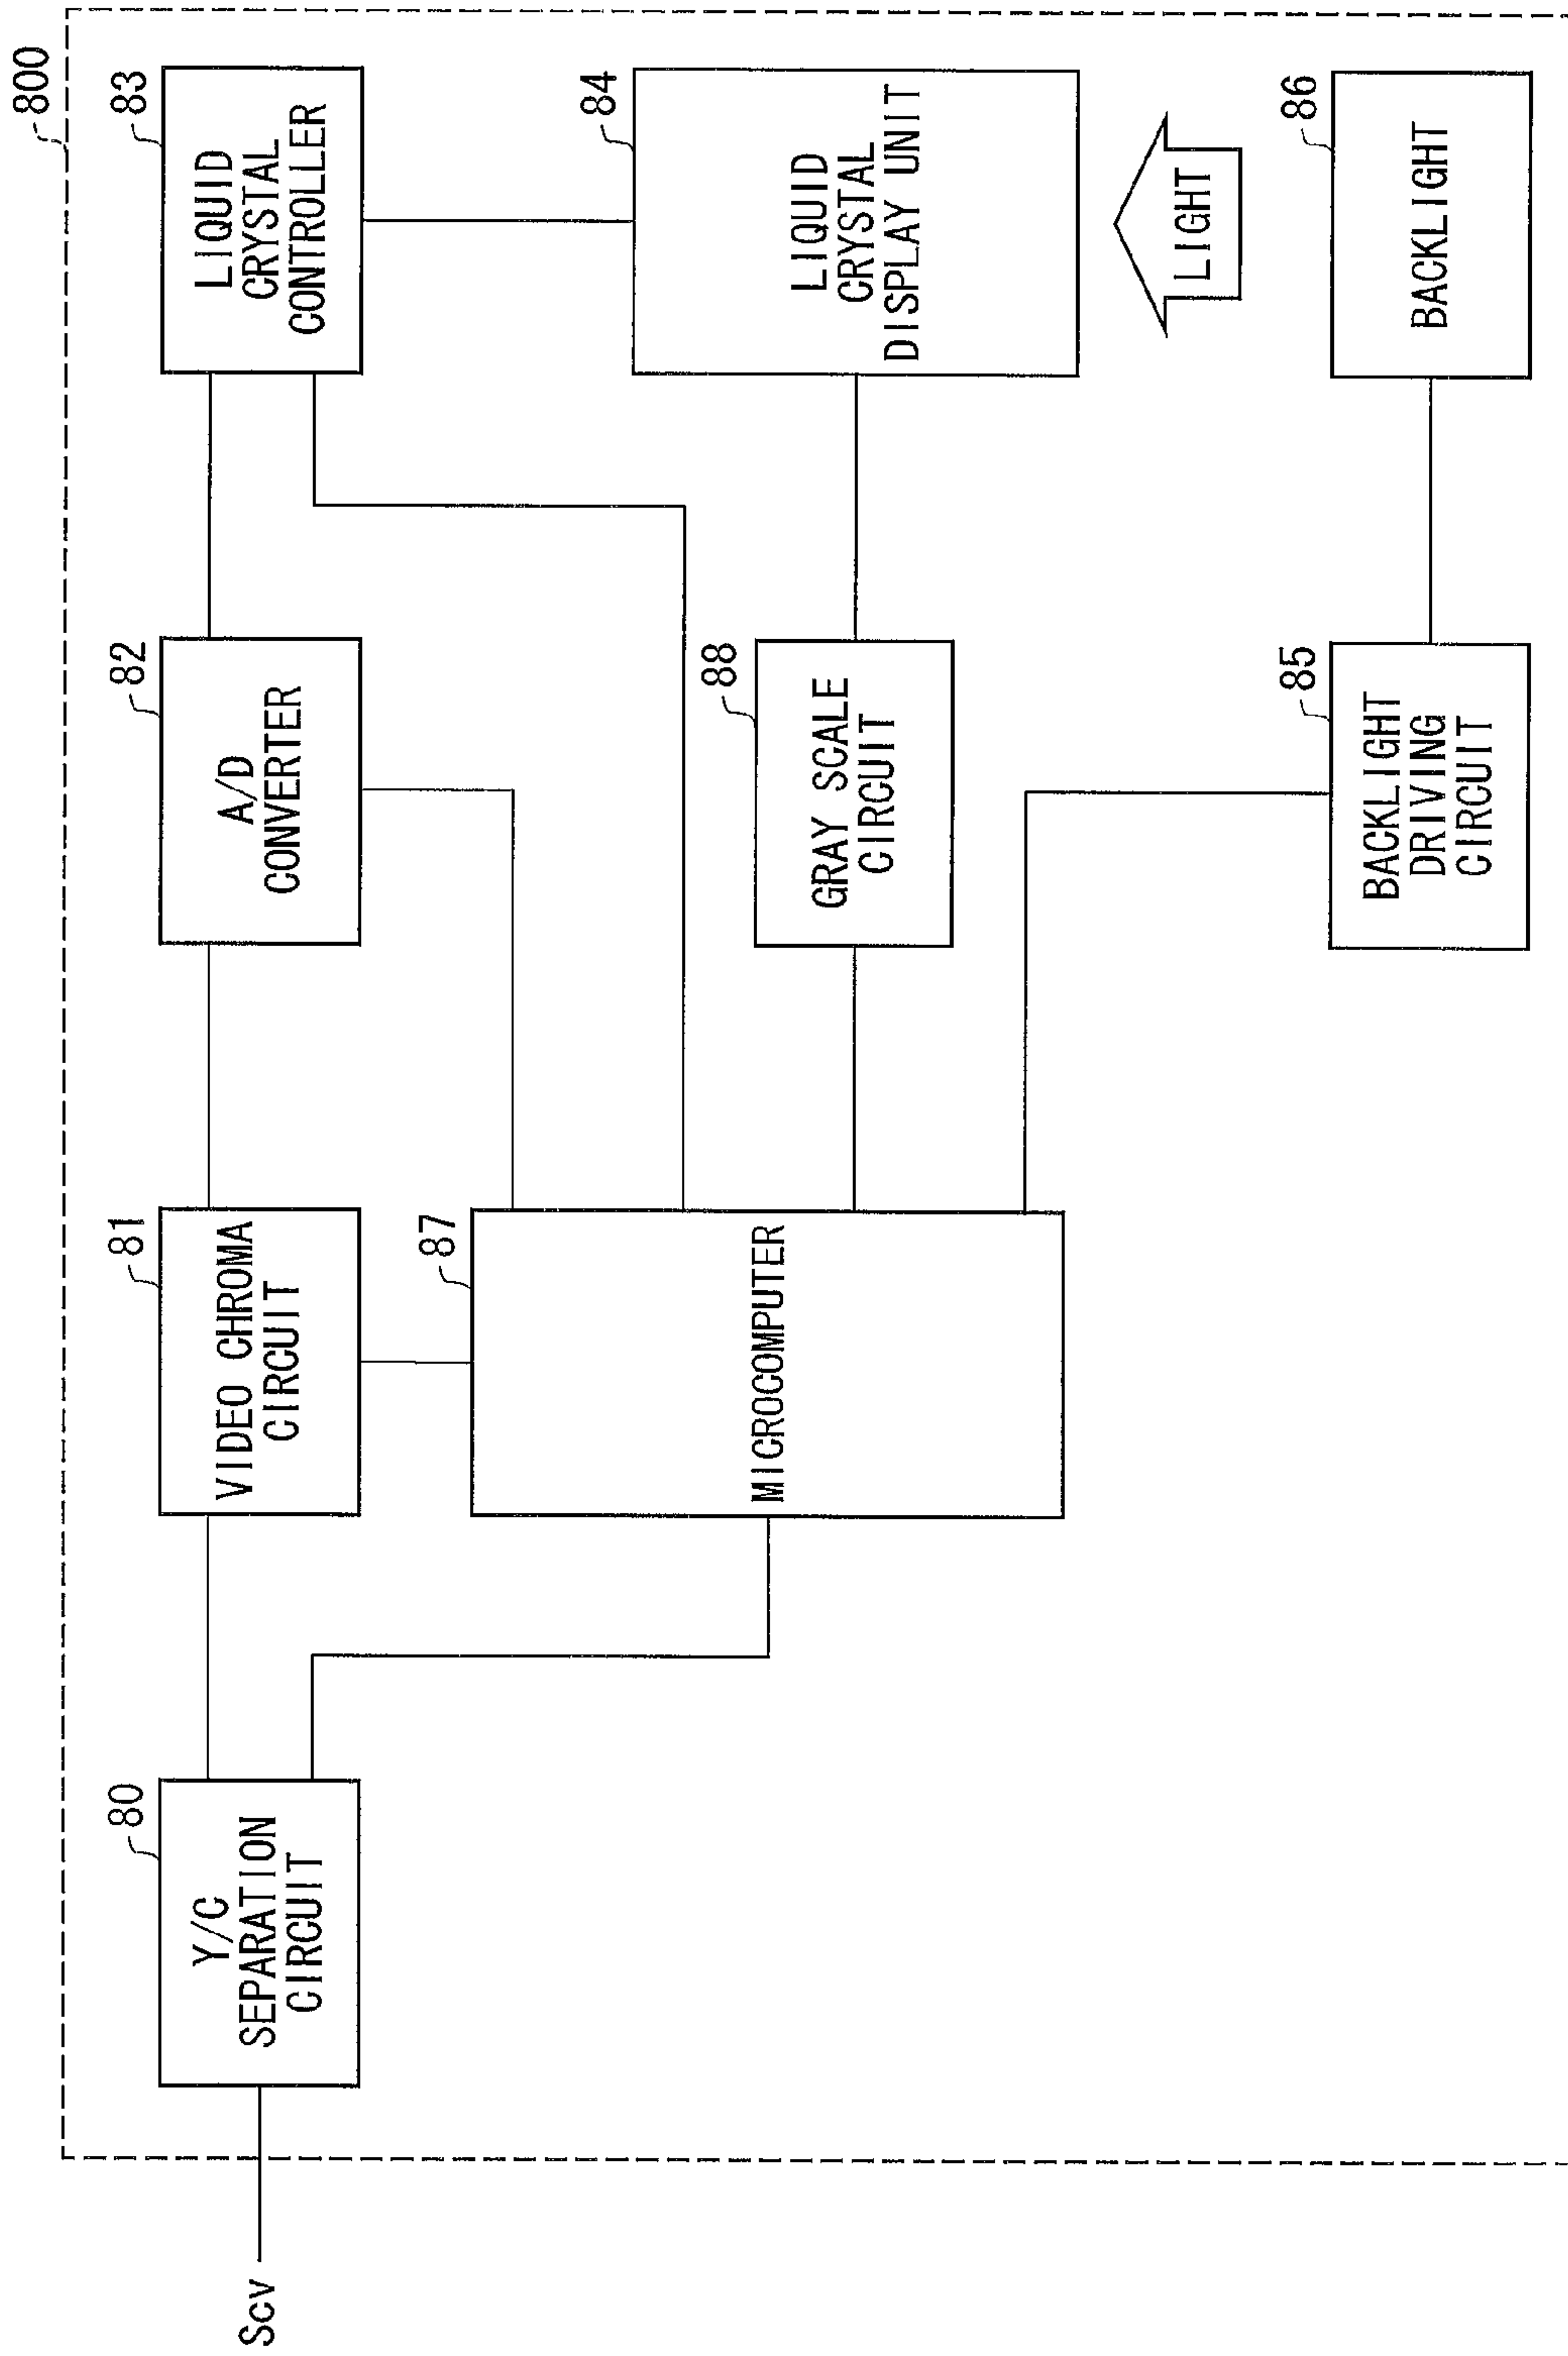 800
Scv
80
Y/C
SEPARATION
CIRCUIT
81
VIDEO CHROMA
CIRCUIT
82
A/D
CONVERTER
83
LIQUID
CRYSTAL
CONTROLLER
87
MICROCOMPUTER
88
GRAY SCALE
CIRCUIT
84
LIQUID
CRYSTAL
DISPLAY UNIT
LIGHT
85
BACKLIGHT
DRIVING
CIRCUIT
86
BACKLIGHT